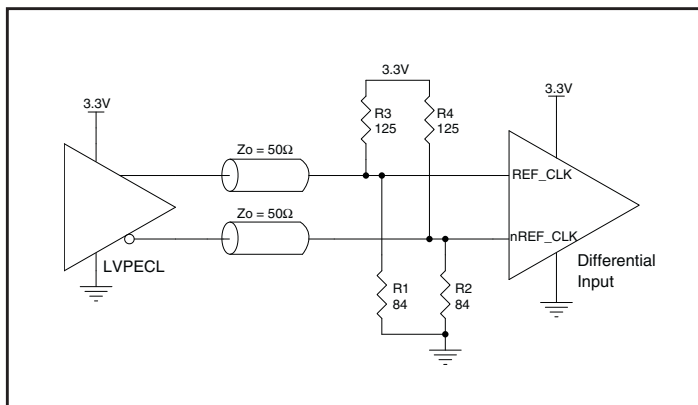 3.3V
3.3V
3.3V
R3
125
R4
125
Zo = 50Ω
REF_CLK
Zo = 50Ω
nREF_CLK
LVPECL
Differential
Input
R1
84
R2
84